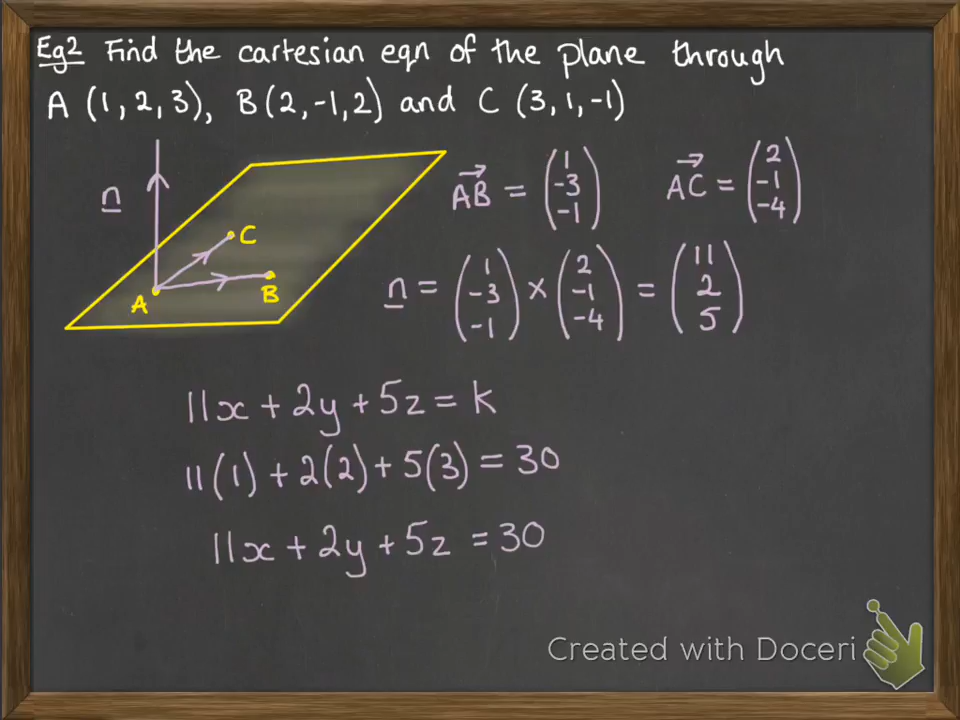 Eg2 Find the cartesian eqn of the plane through
A (1, 2, 3), B(2, -1, 2) and C (3, 1, -1)
n
A
B
C
AB = (1 -3 -1) AC = (2 -1 -4)
n = (1 -3 -1) × (2 -1 -4) = (11 2 5)
11x + 2y + 5z = k
11(1) + 2(2) + 5(3) = 30
11x + 2y + 5z = 30
Created with Doceri